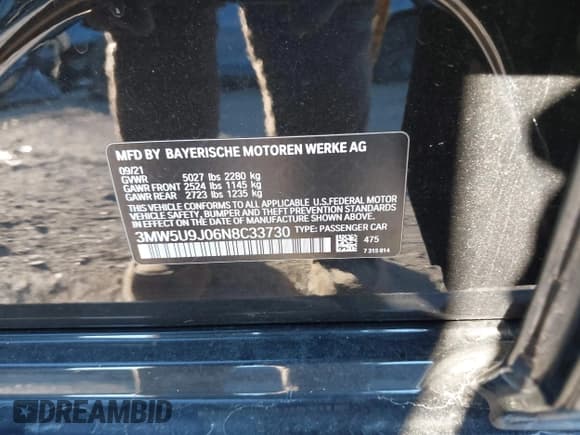 MFD BY BAYERISCHE MOTOREN WERKE AG
09/21
GVWR 5027 lbs 2280 kg
GAWR FRONT 2524 lbs 1145 kg
GAWR REAR 2723 lbs 1235 kg
THIS VEHICLE CONFORMS TO ALL APPLICABLE U.S.FEDERAL MOTOR
VEHICLE SAFETY, BUMPER, AND THEFT PREVENTION STANDARDS
IN EFFECT ON THE DATE OF MANUFACTURE SHOWN ABOVE.
3MW5U9J06N8C33730 TYPE: PASSENGER CAR
475
7 315 814
DREAMBID